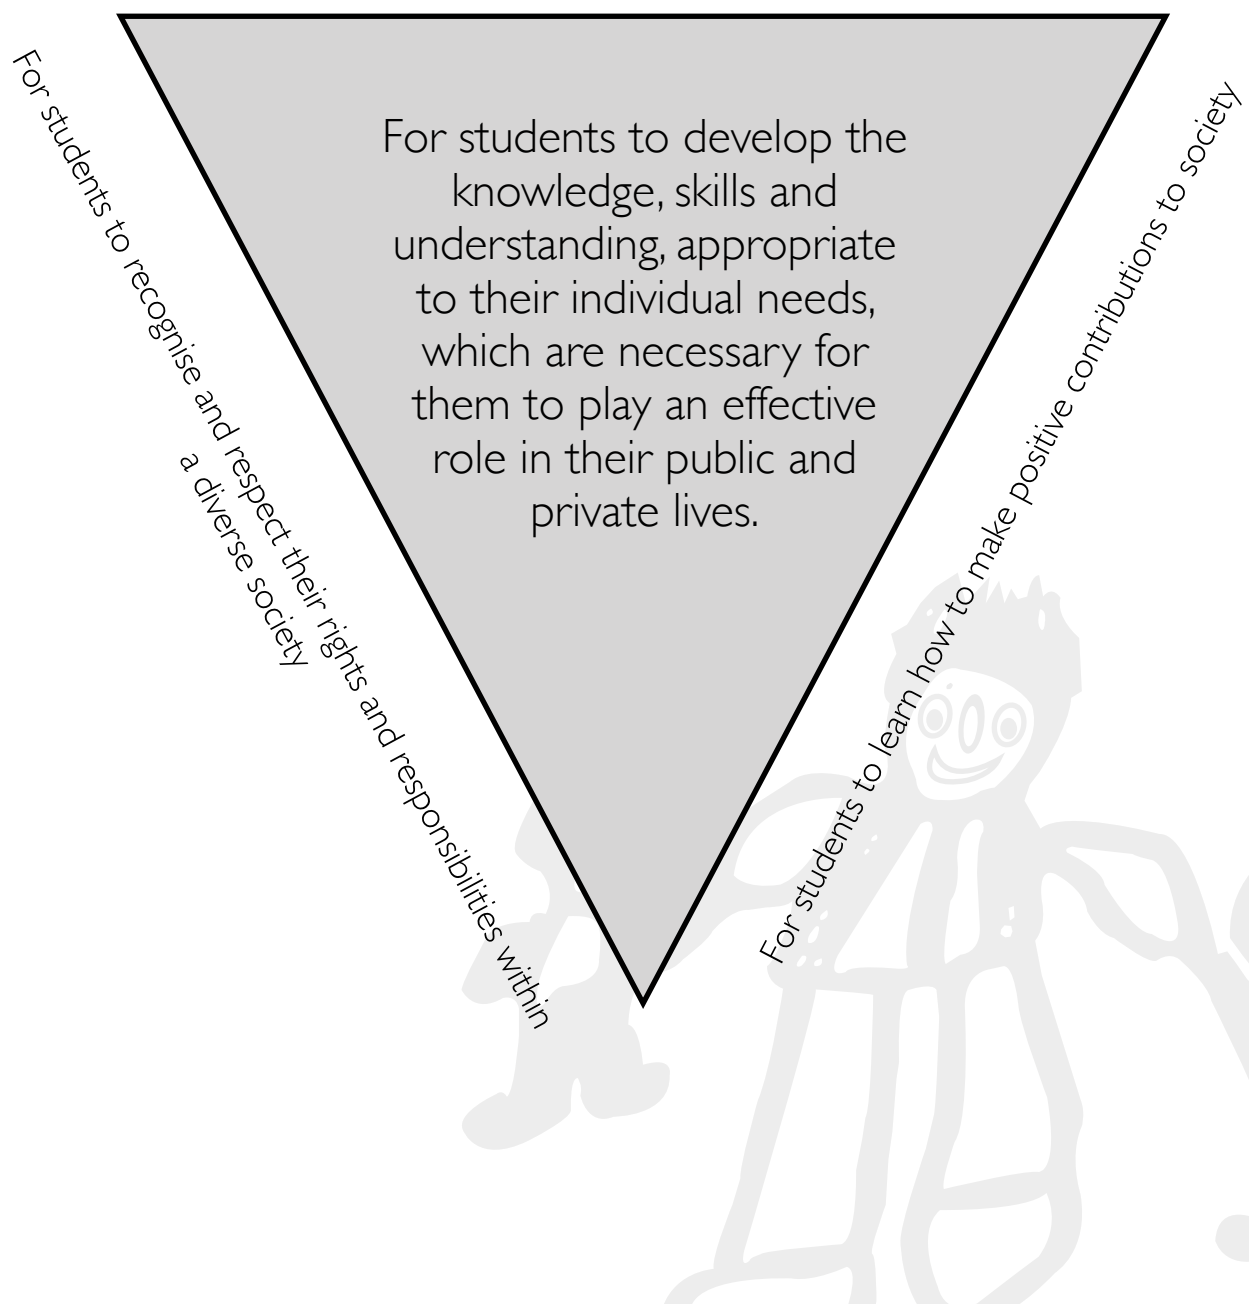 For students to recognise and respect their rights and responsibilities within
a diverse society
For students to develop the
knowledge, skills and
understanding, appropriate
to their individual needs,
which are necessary for
them to play an effective
role in their public and
private lives.
For students to learn how to make positive contributions to society